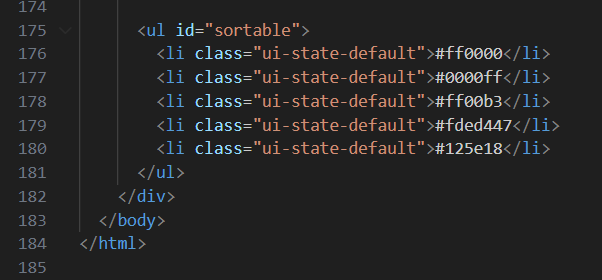 174
175 <ul id="sortable">
176 <li class="ui-state-default">#ff0000</li>
177 <li class="ui-state-default">#0000ff</li>
178 <li class="ui-state-default">#ff00b3</li>
179 <li class="ui-state-default">#fded447</li>
180 <li class="ui-state-default">#125e18</li>
181 </ul>
182 </div>
183 </body>
184 </html>
185